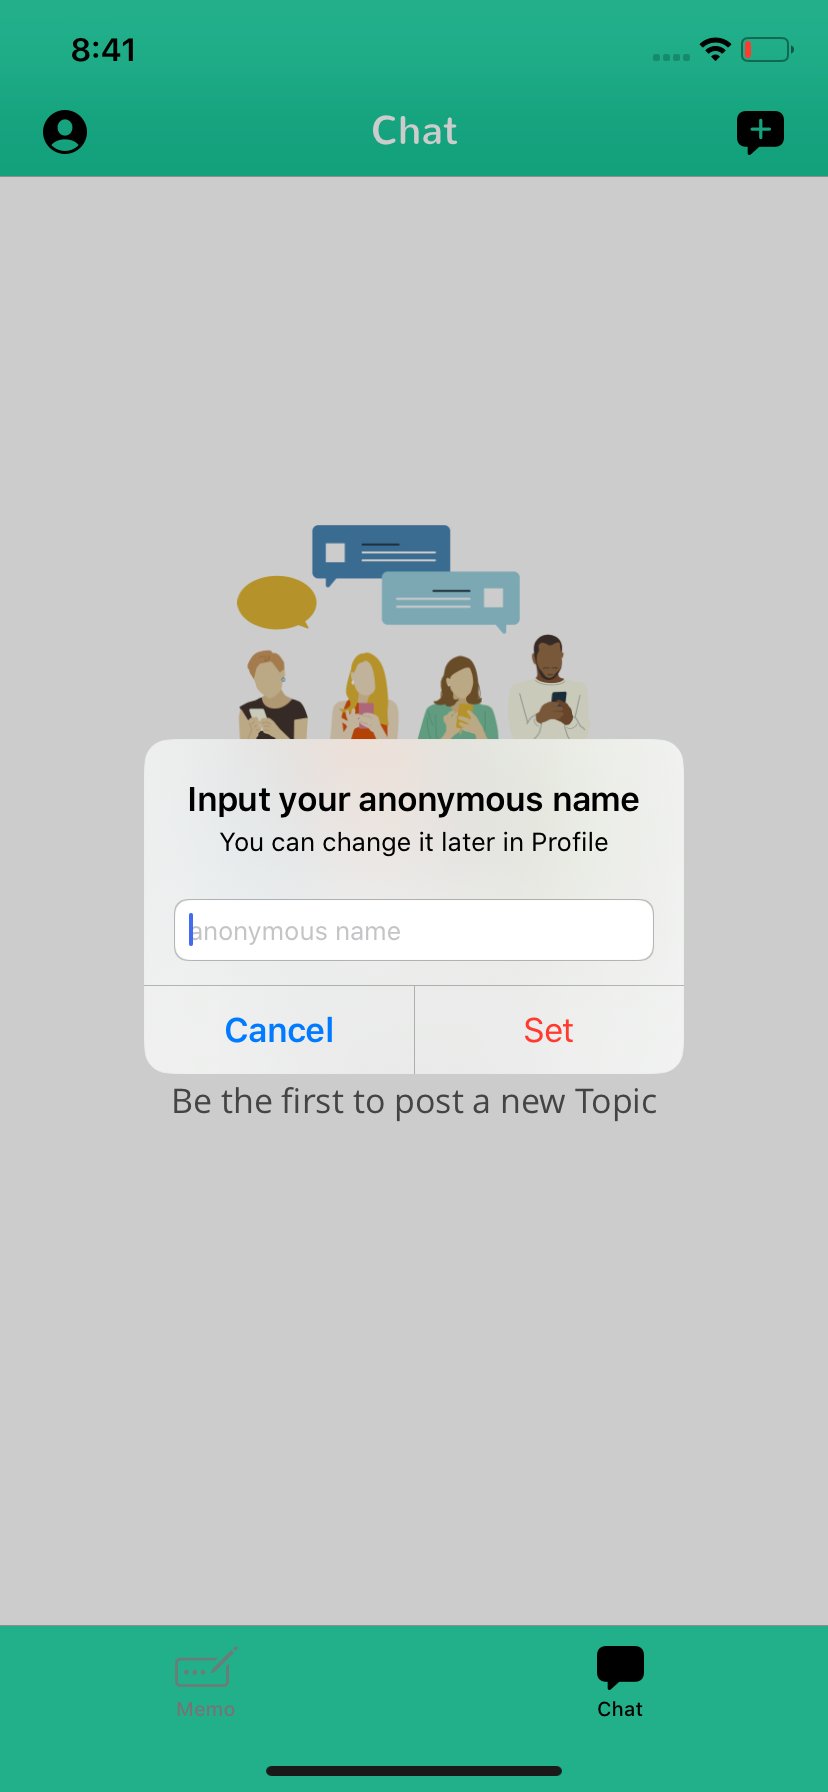 8:41
Chat
Input your anonymous name
You can change it later in Profile
anonymous name
Cancel
Set
Be the first to post a new Topic
Memo
Chat